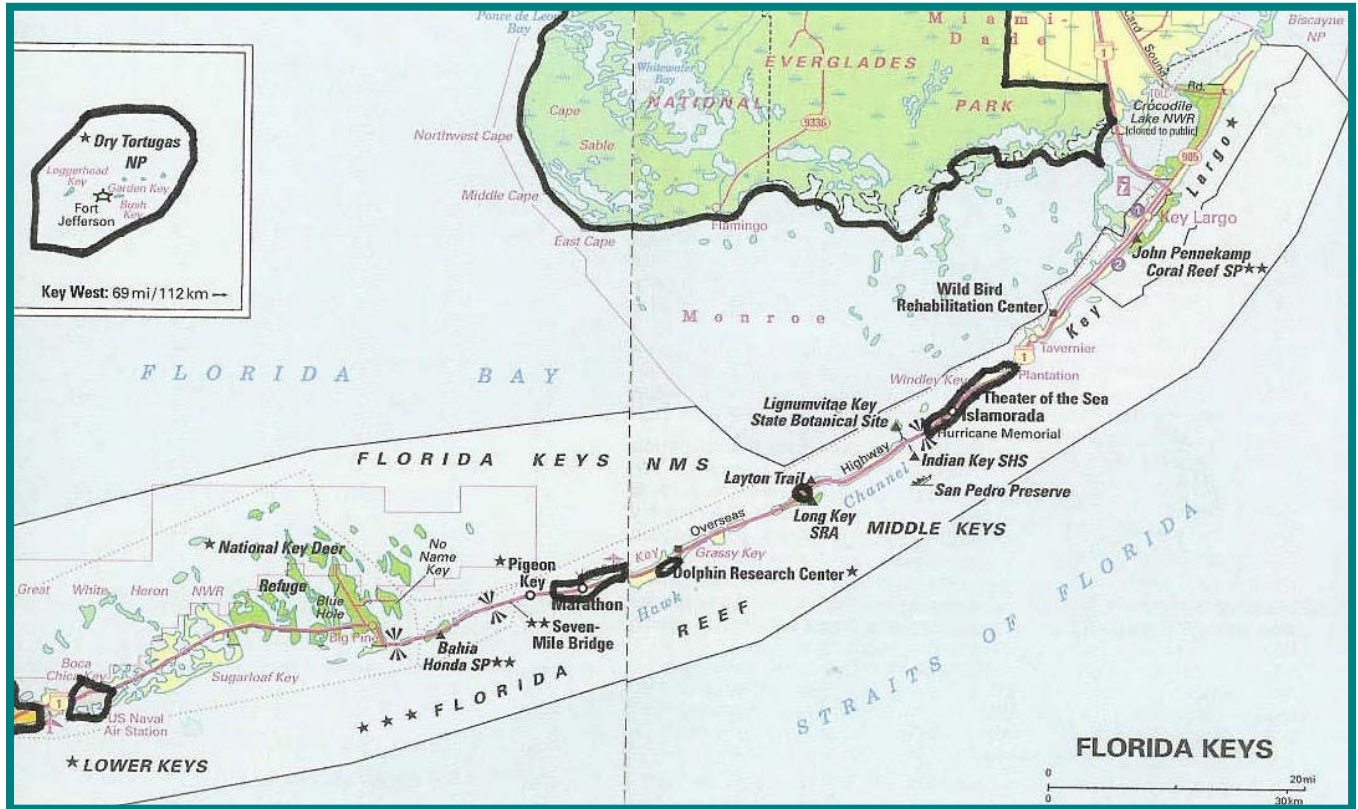 Ponce de Leon
Bay
Miami-
Dade
Card Sound
Rd.
TOLL
Biscayne
NP
1
EVERGLADES
NATIONAL
PARK
Whitewater
Bay
Cape
Sable
9336
Northwest Cape
Middle Cape
East Cape
Flamingo
Crocodile
Lake NWR
(closed to public)
905
Key Largo ★
1
Key Largo
2
John Pennekamp
Coral Reef SP★★
Wild Bird
Rehabilitation Center
Monroe
1
Tavernier
Plantation
Windley Key
Theater of the Sea
Islamorada
Hurricane Memorial
Lignumvitae Key
State Botanical Site
Indian Key SHS
San Pedro Preserve
★ Dry Tortugas
NP
Loggerhead
Key
Garden Key
Bush
Key
Fort
Jefferson
Key West: 69 mi/112 km
FLORIDA BAY
FLORIDA KEYS NMS
Layton Trail
Overseas Highway
Hawk Channel
Long Key
SRA
MIDDLE KEYS
Grassy Key
Key
Dolphin Research Center ★
★ Pigeon
Key
Marathon
★★ Seven-
Mile Bridge
★ National Key Deer
Refuge
No
Name
Key
Blue
Hole
Big Pine
Great White Heron NWR
Bahia
Honda SP★★
Sugarloaf Key
Boca
Chica Key
1
US Naval
Air Station
★ LOWER KEYS
★★★ FLORIDA REEF
STRAITS OF FLORIDA
FLORIDA KEYS
0 20mi
0 30km